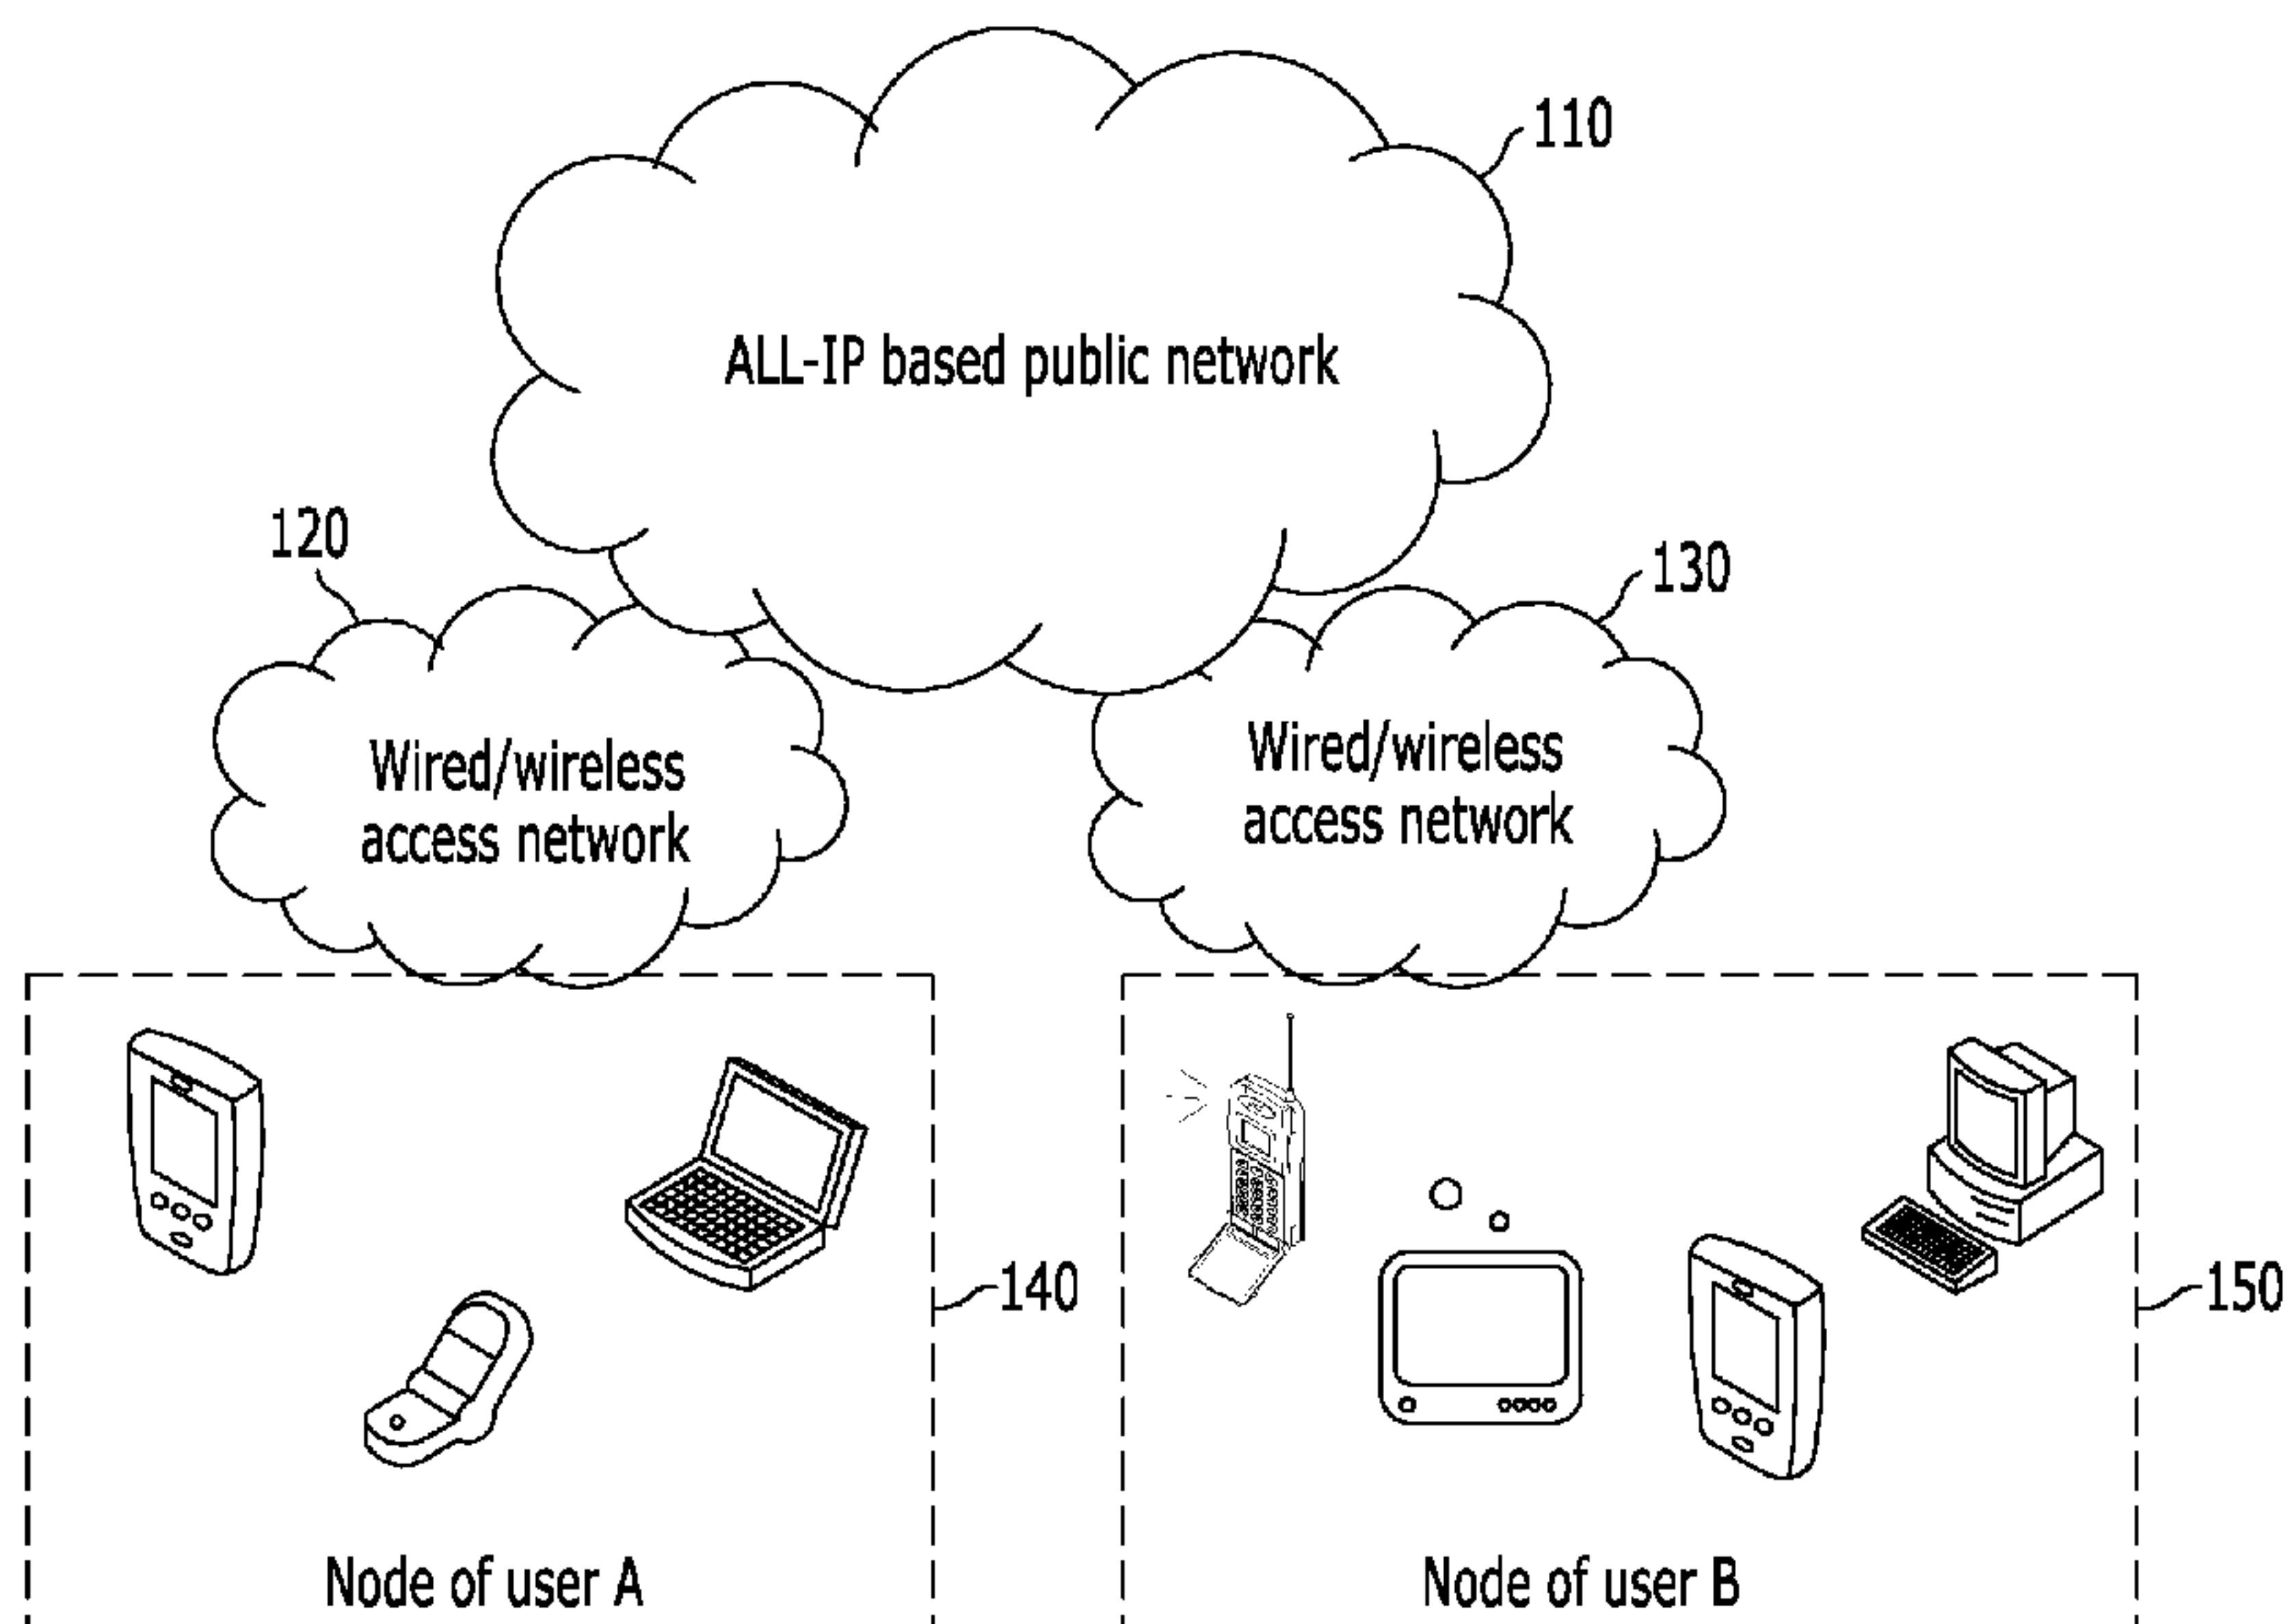 110
ALL-IP based public network
120
130
Wired/wireless
access network
Wired/wireless
access network
140
150
Node of user A
Node of user B